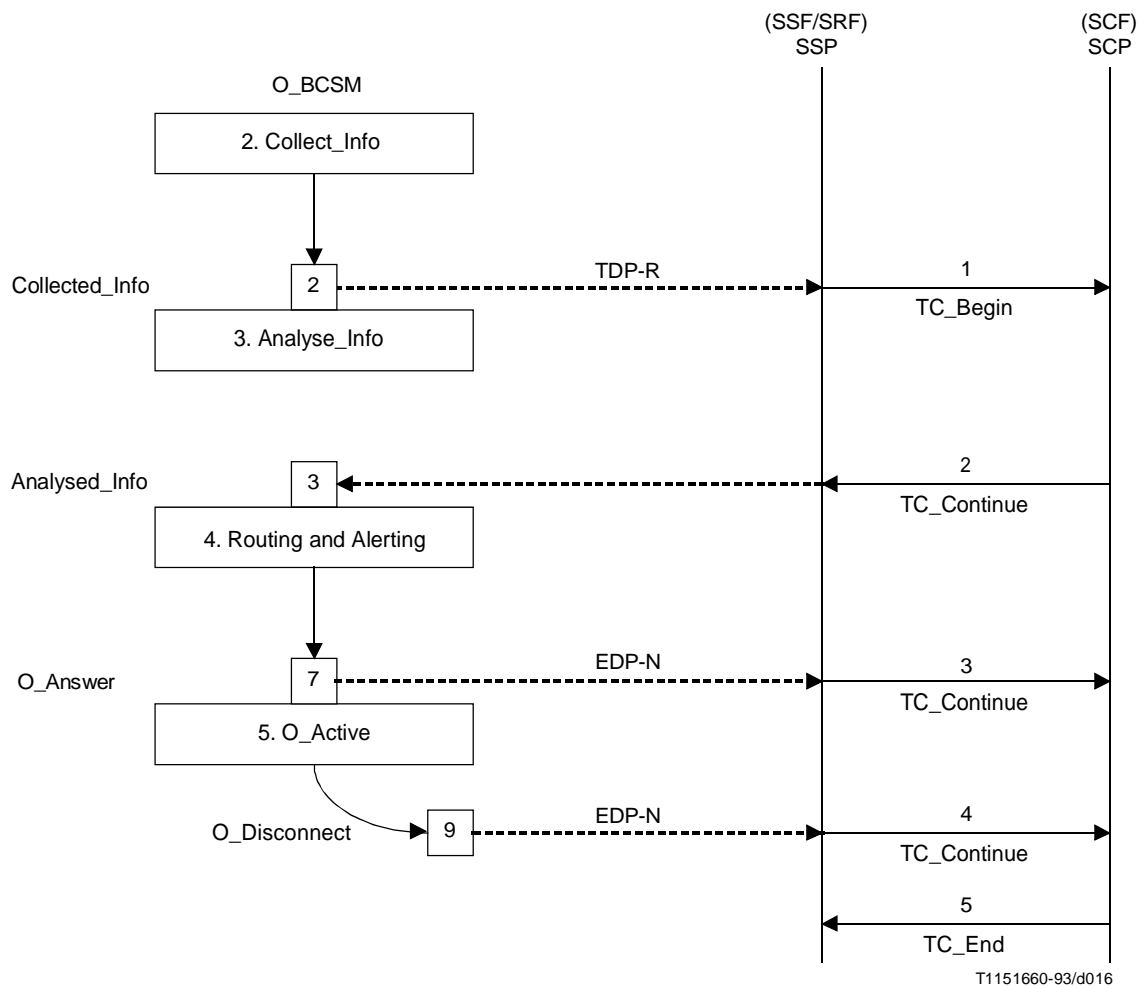 (SSF/SRF)
SSP
(SCF)
SCP
O_BCSM
2. Collect_Info
Collected_Info
2
TDP-R
1
TC_Begin
3. Analyse_Info
Analysed_Info
3
2
TC_Continue
4. Routing and Alerting
O_Answer
7
EDP-N
3
TC_Continue
5. O_Active
O_Disconnect
9
EDP-N
4
TC_Continue
5
TC_End
T1151660-93/d016